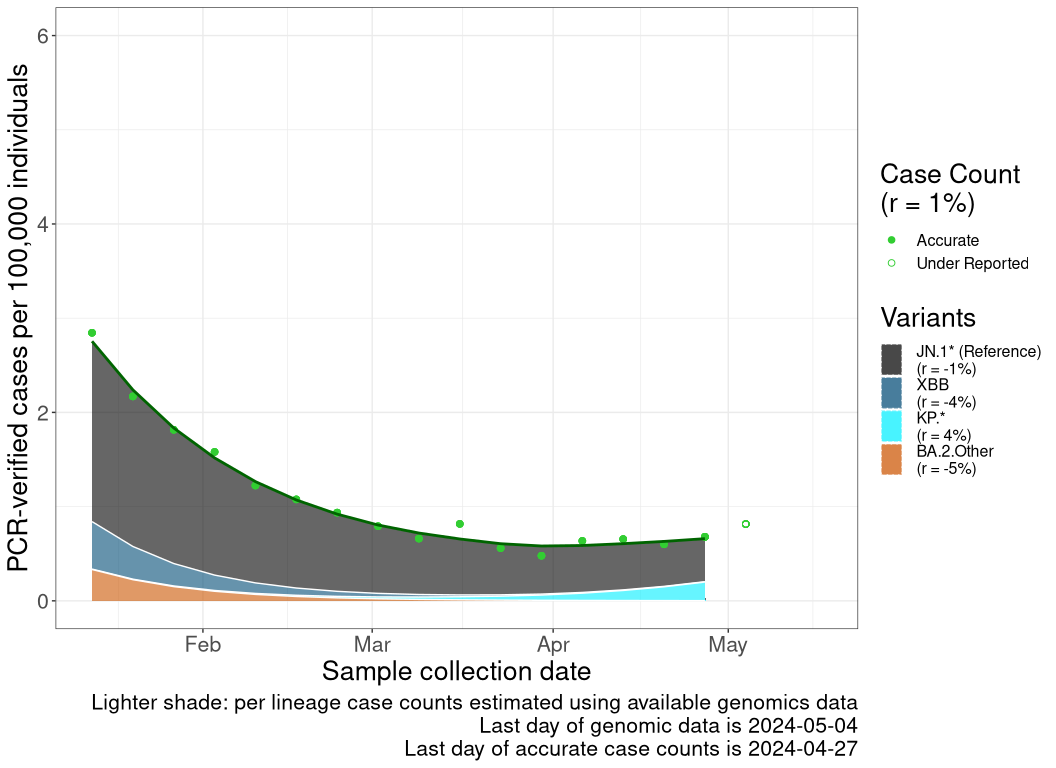 6
4
2
0
PCR-verified cases per 100,000 individuals
Feb
Mar
Apr
May
Sample collection date
Lighter shade: per lineage case counts estimated using available genomics data
Last day of genomic data is 2024-05-04
Last day of accurate case counts is 2024-04-27
Case Count
(r = 1%)
Accurate
Under Reported
Variants
JN.1* (Reference)
(r = -1%)
XBB
(r = -4%)
KP.*
(r = 4%)
BA.2.Other
(r = -5%)